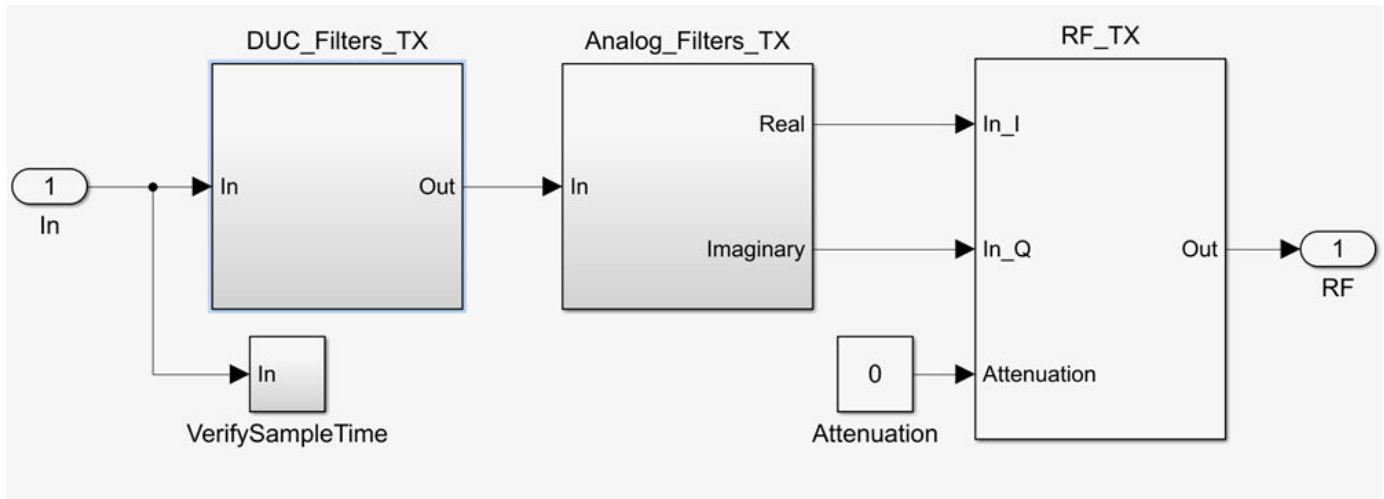 DUC_Filters_TX
Analog_Filters_TX
RF_TX
1
In
In
Out
In
Real
Imaginary
In_I
In_Q
Attenuation
Out
1
RF
In
VerifySampleTime
0
Attenuation